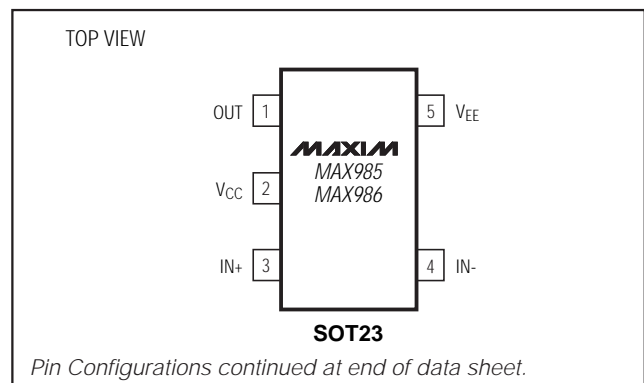 TOP VIEW
OUT 1
5 VEE
MAXIM
MAX985
MAX986
VCC 2
IN+ 3
4 IN-
SOT23
Pin Configurations continued at end of data sheet.